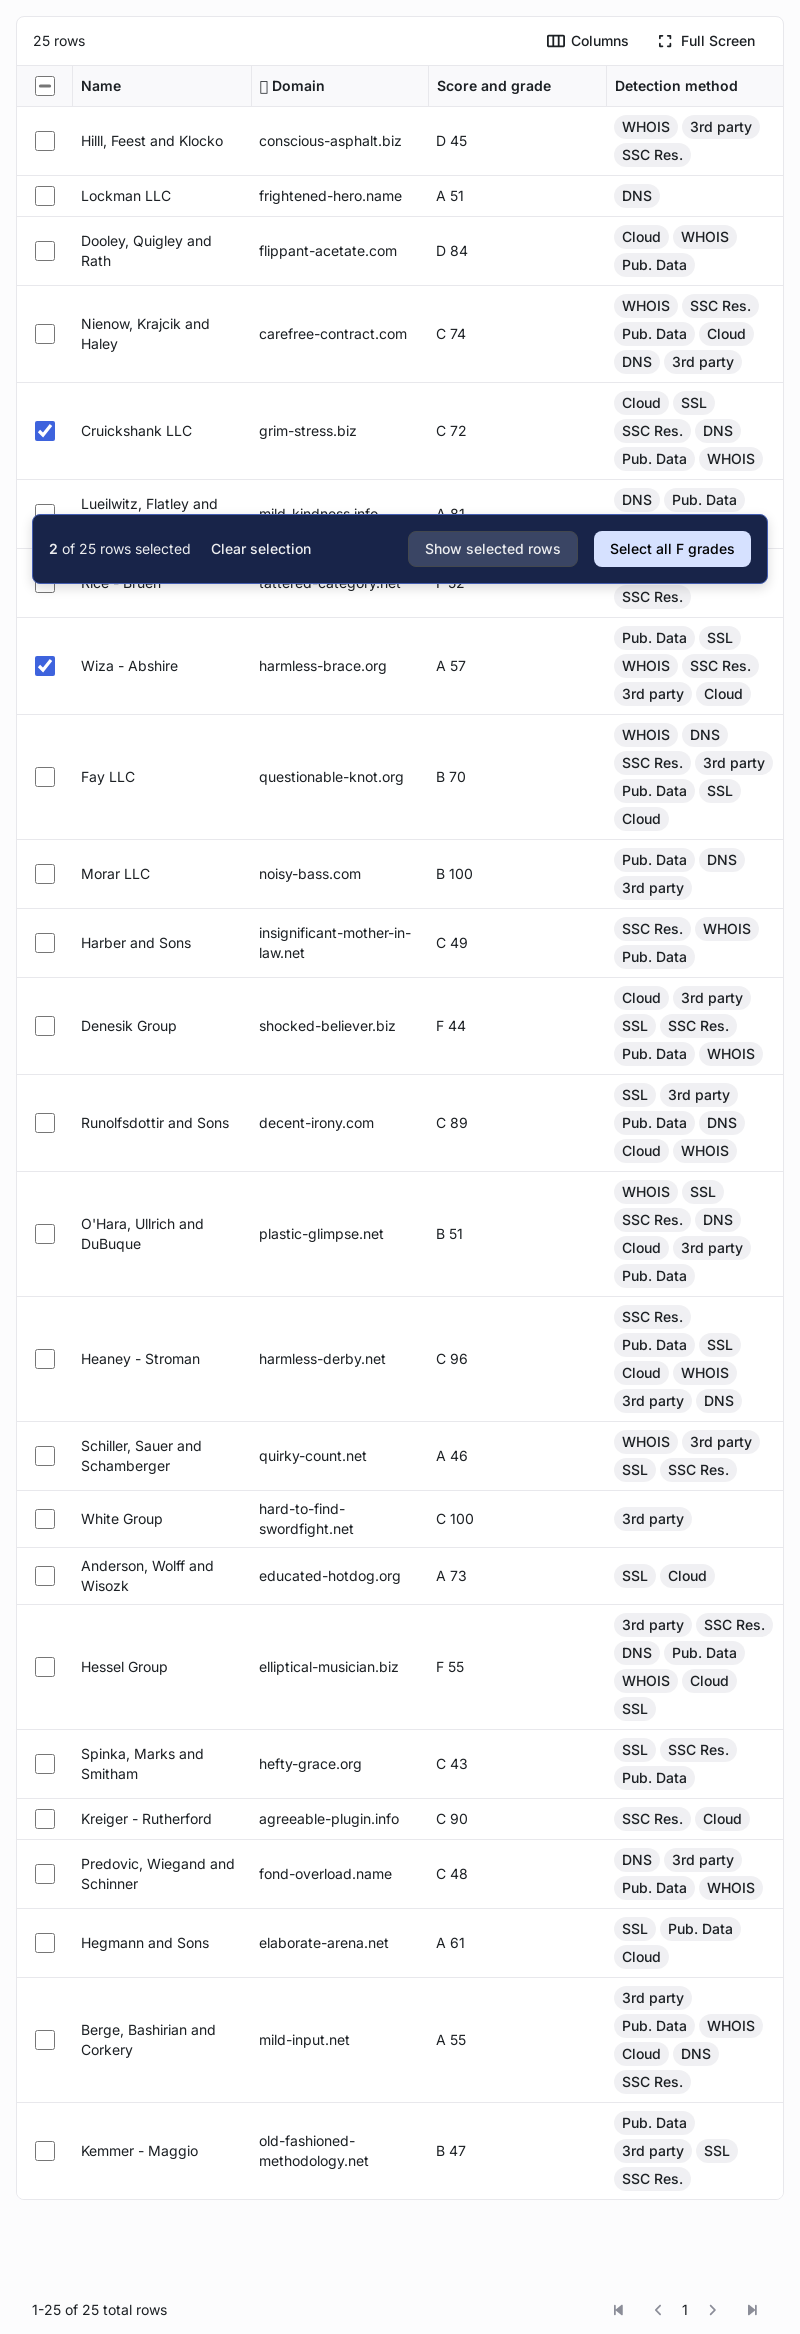 25 rows
Columns
Full Screen
Name
Domain
Score and grade
Detection method
Hilll, Feest and Klocko
conscious-asphalt.biz
D 45
WHOIS 3rd party
SSC Res.
Lockman LLC
frightened-hero.name
A 51
DNS
Dooley, Quigley and
Rath
flippant-acetate.com
D 84
Cloud WHOIS
Pub. Data
Nienow, Krajcik and
Haley
carefree-contract.com
C 74
WHOIS SSC Res.
Pub. Data Cloud
DNS 3rd party
Cruickshank LLC
grim-stress.biz
C 72
Cloud SSL
SSC Res. DNS
Pub. Data WHOIS
Lueilwitz, Flatley and
mild-kindness.info
A 81
DNS Pub. Data
2 of 25 rows selected
Clear selection
Show selected rows
Select all F grades
Rice - Bruen
tattered-category.net
F 52
SSC Res.
Wiza - Abshire
harmless-brace.org
A 57
Pub. Data SSL
WHOIS SSC Res.
3rd party Cloud
Fay LLC
questionable-knot.org
B 70
WHOIS DNS
SSC Res. 3rd party
Pub. Data SSL
Cloud
Morar LLC
noisy-bass.com
B 100
Pub. Data DNS
3rd party
Harber and Sons
insignificant-mother-in-
law.net
C 49
SSC Res. WHOIS
Pub. Data
Denesik Group
shocked-believer.biz
F 44
Cloud 3rd party
SSL SSC Res.
Pub. Data WHOIS
Runolfsdottir and Sons
decent-irony.com
C 89
SSL 3rd party
Pub. Data DNS
Cloud WHOIS
O'Hara, Ullrich and
DuBuque
plastic-glimpse.net
B 51
WHOIS SSL
SSC Res. DNS
Cloud 3rd party
Pub. Data
Heaney - Stroman
harmless-derby.net
C 96
SSC Res.
Pub. Data SSL
Cloud WHOIS
3rd party DNS
Schiller, Sauer and
Schamberger
quirky-count.net
A 46
WHOIS 3rd party
SSL SSC Res.
White Group
hard-to-find-
swordfight.net
C 100
3rd party
Anderson, Wolff and
Wisozk
educated-hotdog.org
A 73
SSL Cloud
Hessel Group
elliptical-musician.biz
F 55
3rd party SSC Res.
DNS Pub. Data
WHOIS Cloud
SSL
Spinka, Marks and
Smitham
hefty-grace.org
C 43
SSL SSC Res.
Pub. Data
Kreiger - Rutherford
agreeable-plugin.info
C 90
SSC Res. Cloud
Predovic, Wiegand and
Schinner
fond-overload.name
C 48
DNS 3rd party
Pub. Data WHOIS
Hegmann and Sons
elaborate-arena.net
A 61
SSL Pub. Data
Cloud
Berge, Bashirian and
Corkery
mild-input.net
A 55
3rd party
Pub. Data WHOIS
Cloud DNS
SSC Res.
Kemmer - Maggio
old-fashioned-
methodology.net
B 47
Pub. Data
3rd party SSL
SSC Res.
1-25 of 25 total rows
1